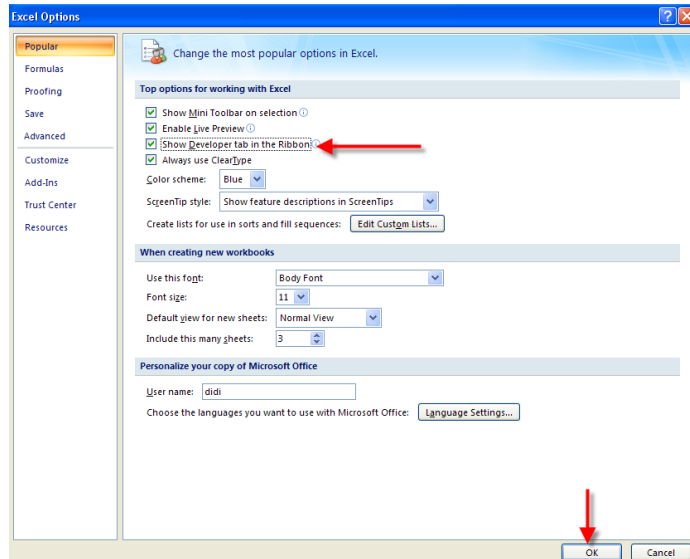 Excel Options
Popular
Formulas
Proofing
Save
Advanced
Customize
Add-Ins
Trust Center
Resources
Change the most popular options in Excel.
Top options for working with Excel
Show Mini Toolbar on selection
Enable Live Preview
Show Developer tab in the Ribbon
Always use ClearType
Color scheme: Blue
ScreenTip style: Show feature descriptions in ScreenTips
Create lists for use in sorts and fill sequences: Edit Custom Lists...
When creating new workbooks
Use this font: Body Font
Font size: 11
Default view for new sheets: Normal View
Include this many sheets: 3
Personalize your copy of Microsoft Office
User name: didi
Choose the languages you want to use with Microsoft Office: Language Settings...
OK Cancel